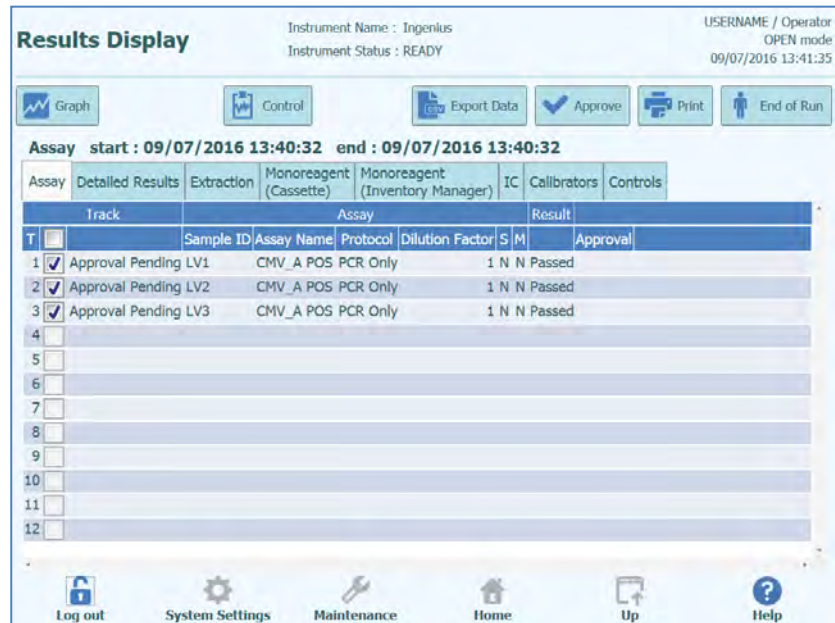 Results Display
Instrument Name : Ingenius
Instrument Status : READY
USERNAME / Operator
OPEN mode
09/07/2016 13:41:35
Graph
Control
CSV
Export Data
Approve
Print
End of Run
Assay start : 09/07/2016 13:40:32 end : 09/07/2016 13:40:32
Assay
Detailed Results
Extraction
Monoreagent
(Cassette)
Monoreagent
(Inventory Manager)
IC
Calibrators
Controls
Track Assay Result
T Sample ID Assay Name Protocol Dilution Factor S M Approval
1 Approval Pending LV1 CMV_A POS PCR Only 1 N N Passed
2 Approval Pending LV2 CMV_A POS PCR Only 1 N N Passed
3 Approval Pending LV3 CMV_A POS PCR Only 1 N N Passed
4
5
6
7
8
9
10
11
12
Log out
System Settings
Maintenance
Home
Up
Help